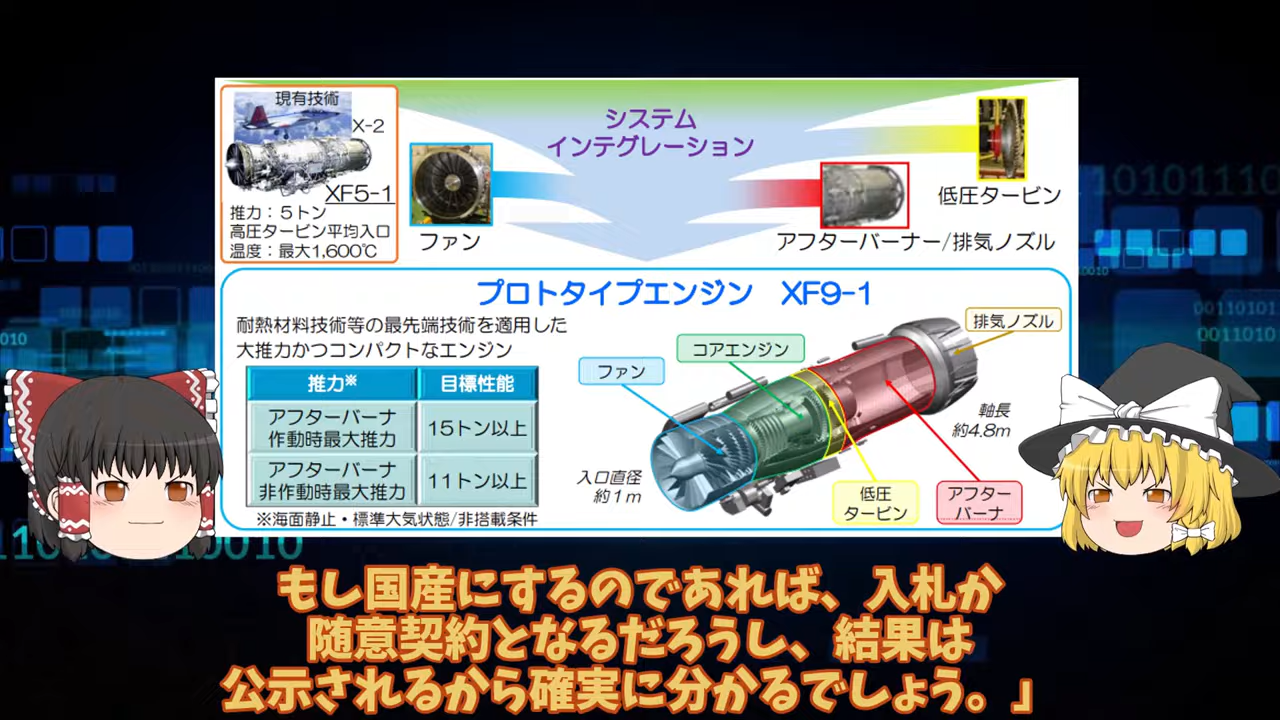 現有技術
X-2
XF5-1
推力：５トン
高圧タービン平均入口
温度：最大1,600℃
ファン
システム
インテグレーション
低圧タービン
アフターバーナー/排気ノズル
プロトタイプエンジン　XF9-1
耐熱材料技術等の最先端技術を適用した
大推力かつコンパクトなエンジン
推力※
目標性能
アフターバーナ
作動時最大推力
15トン以上
アフターバーナ
非作動時最大推力
11トン以上
※海面静止・標準大気状態/非搭載条件
ファン
コアエンジン
排気ノズル
軸長
約4.8m
入口直径
約１m
低圧
タービン
アフター
バーナ
もし国産にするのであれば、入札か
随意契約となるだろうし、結果は
公示されるから確実に分かるでしょう。」